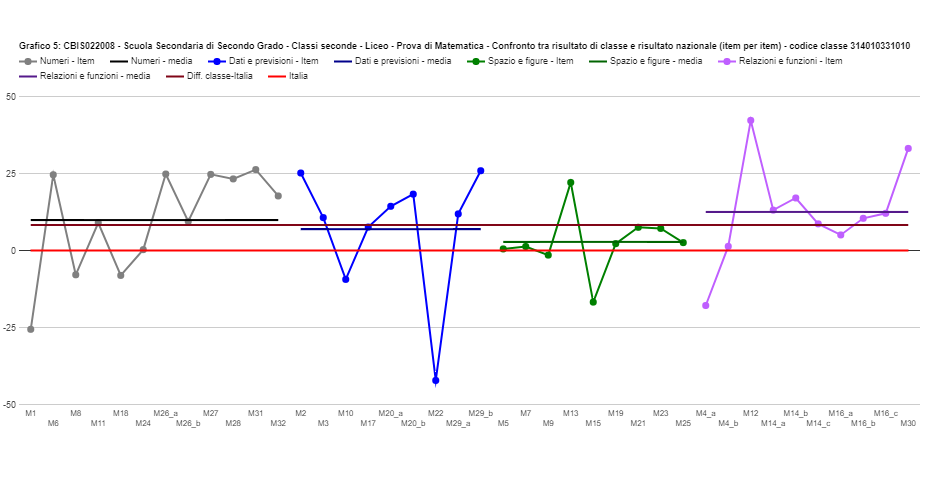 Grafico 5: CBIS022008 - Scuola Secondaria di Secondo Grado - Classi seconde - Liceo - Prova di Matematica - Confronto tra risultato di classe e risultato nazionale (item per item) - codice classe 314010331010
Numeri - Item Numeri - media Dati e previsioni - Item Dati e previsioni - media Spazio e figure - Item Spazio e figure - media Relazioni e funzioni - Item
Relazioni e funzioni - media Diff. classe-Italia Italia
50
25
0
-25
-50
M1 M8 M18 M26_a M27 M31 M2 M10 M20_a M22 M29_b M7 M13 M19 M23 M4_a M12 M14_b M16_a M16_c
M6 M11 M24 M26_b M28 M32 M3 M17 M20_b M29_a M5 M9 M15 M21 M25 M4_b M14_a M14_c M16_b M30